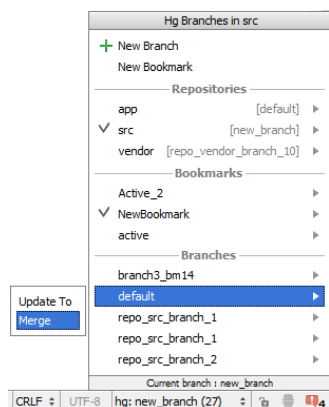 Hg Branches in src
New Branch
New Bookmark
Repositories
app [default]
src [new_branch]
vendor [repo_vendor_branch_10]
Bookmarks
Active_2
NewBookmark
active
Branches
branch3_bm14
Update To
default
Merge
repo_src_branch_1
repo_src_branch_1
repo_src_branch_2
Current branch : new_branch
CRLF UTF-8 hg: new_branch (27) 4